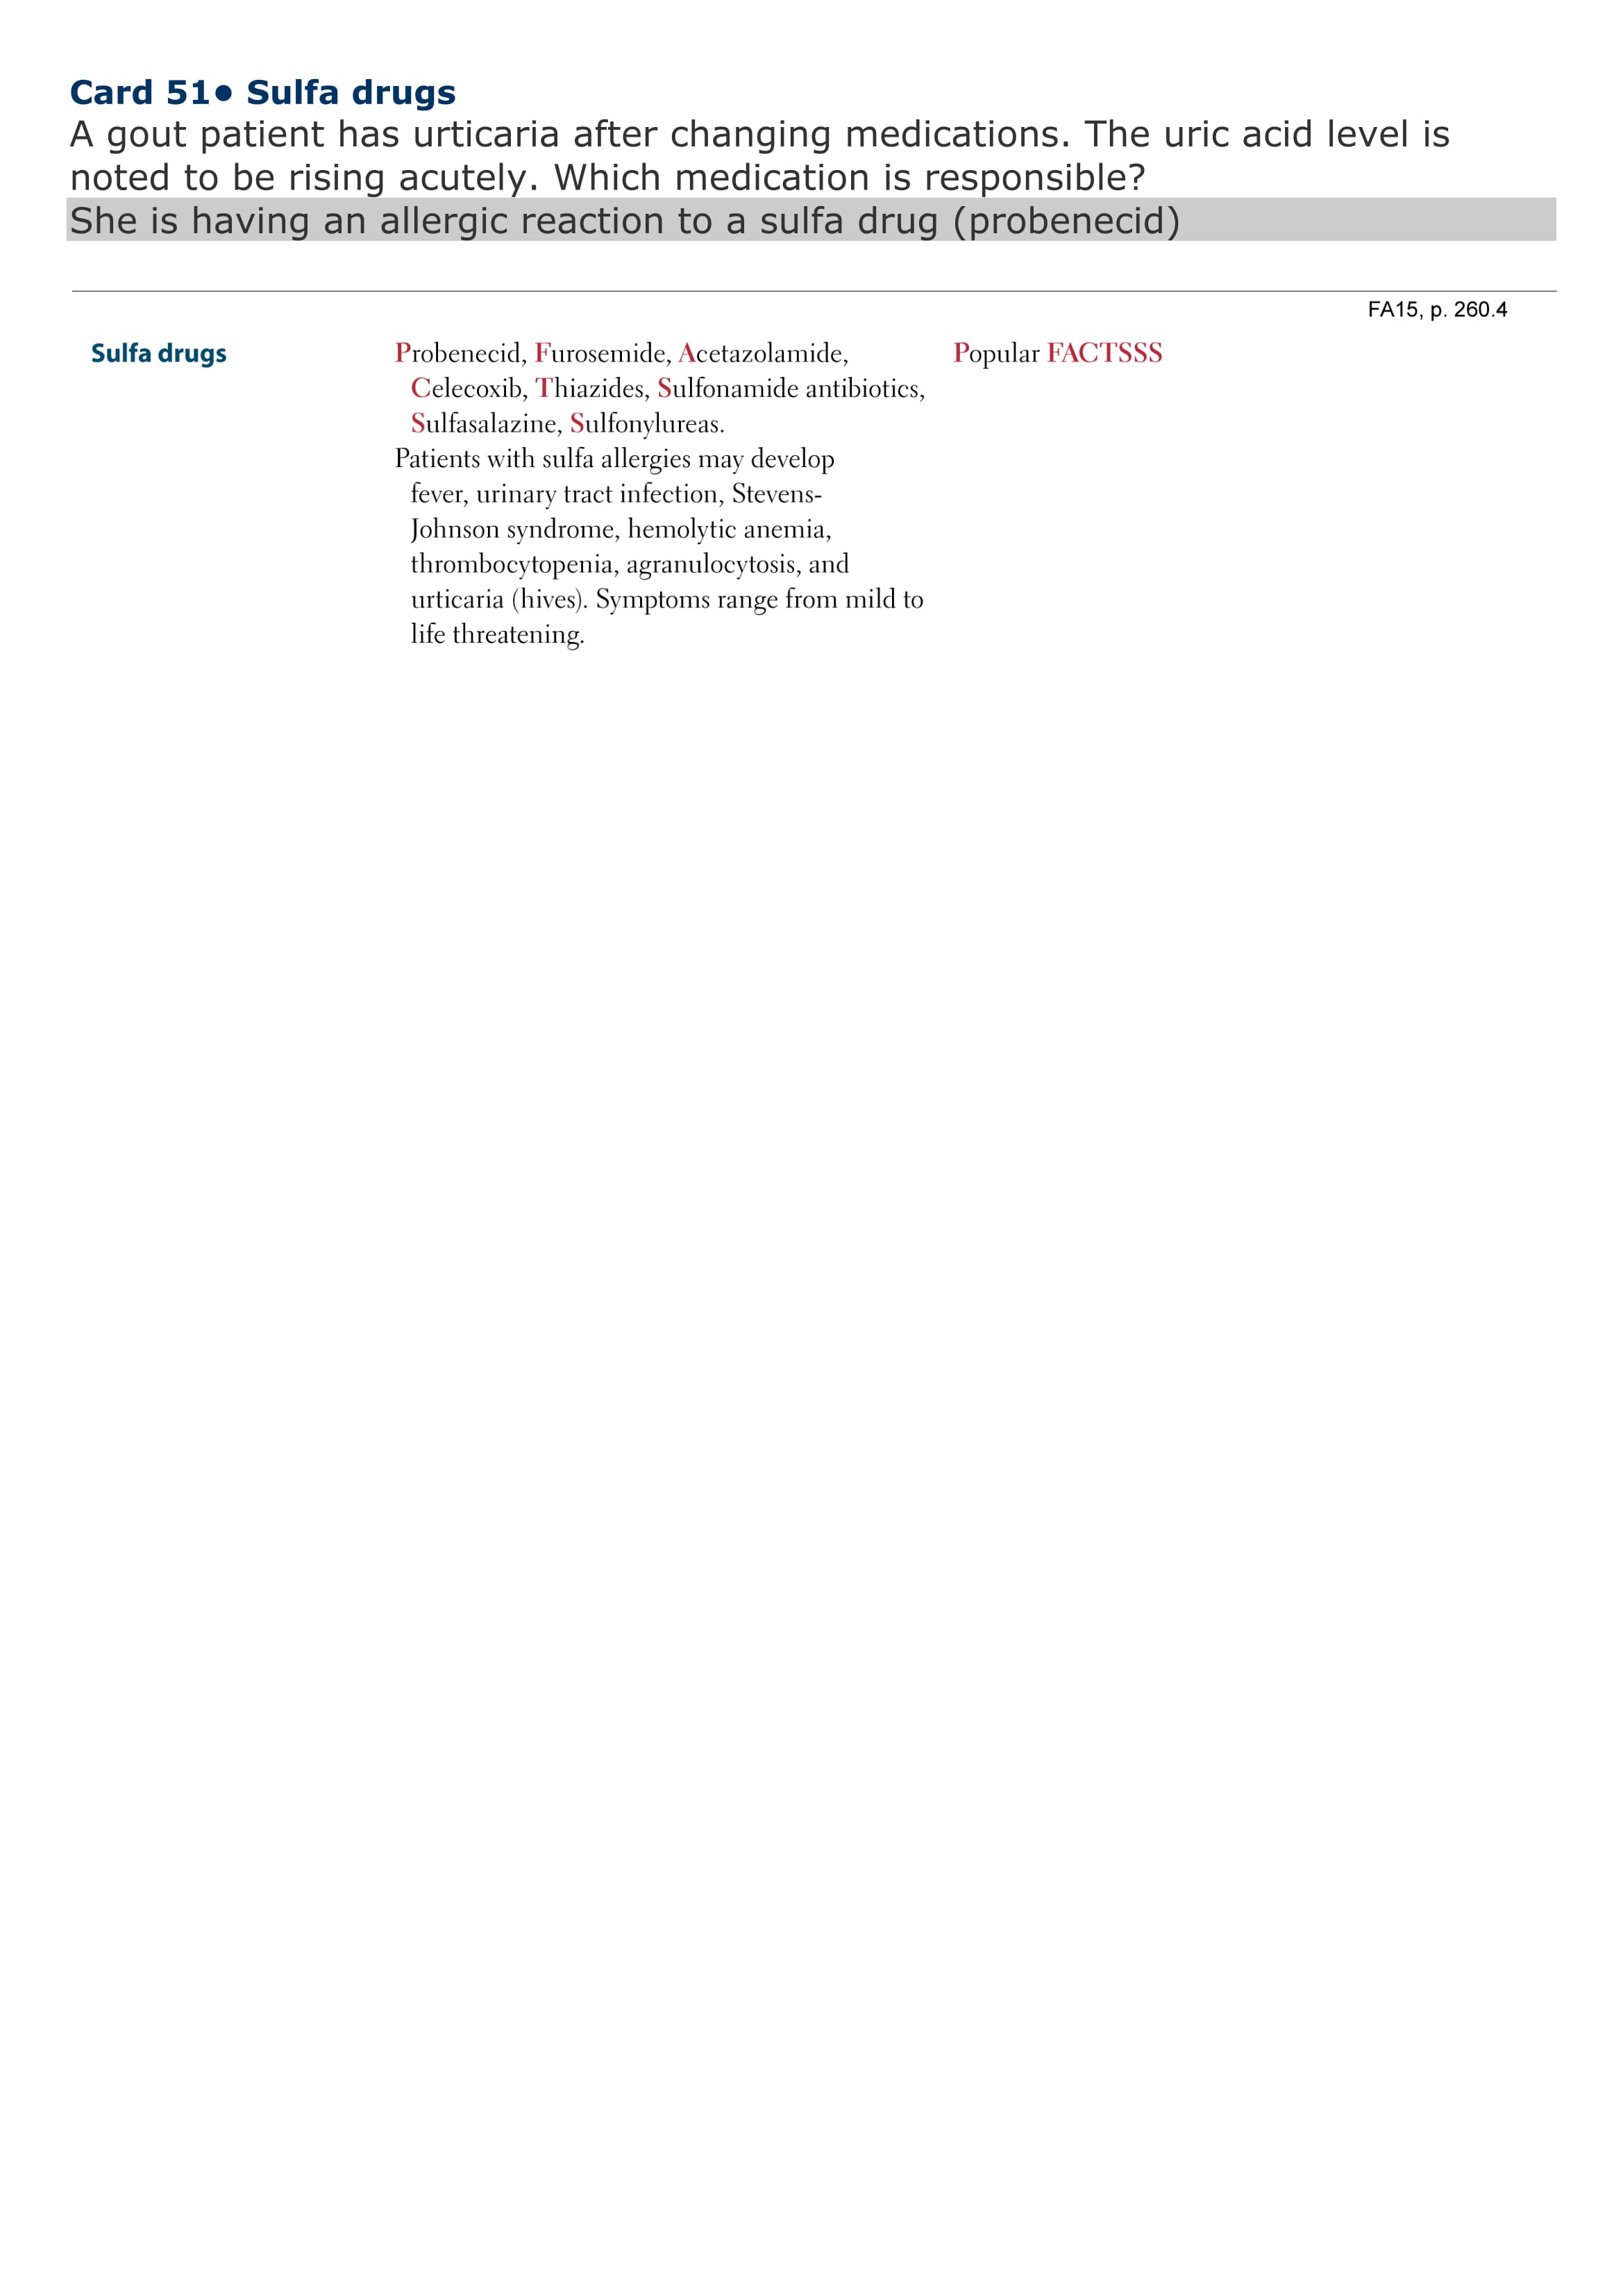 Card 51• Sulfa drugs
A gout patient has urticaria after changing medications. The uric acid level is
noted to be rising acutely. Which medication is responsible?
She is having an allergic reaction to a sulfa drug (probenecid)
FA15, p. 260.4
Sulfa drugs
Probenecid, Furosemide, Acetazolamide,
Celecoxib, Thiazides, Sulfonamide antibiotics,
Sulfasalazine, Sulfonylureas.
Patients with sulfa allergies may develop
fever, urinary tract infection, Stevens-
Johnson syndrome, hemolytic anemia,
thrombocytopenia, agranulocytosis, and
urticaria (hives). Symptoms range from mild to
life threatening.
Popular FACTSSS